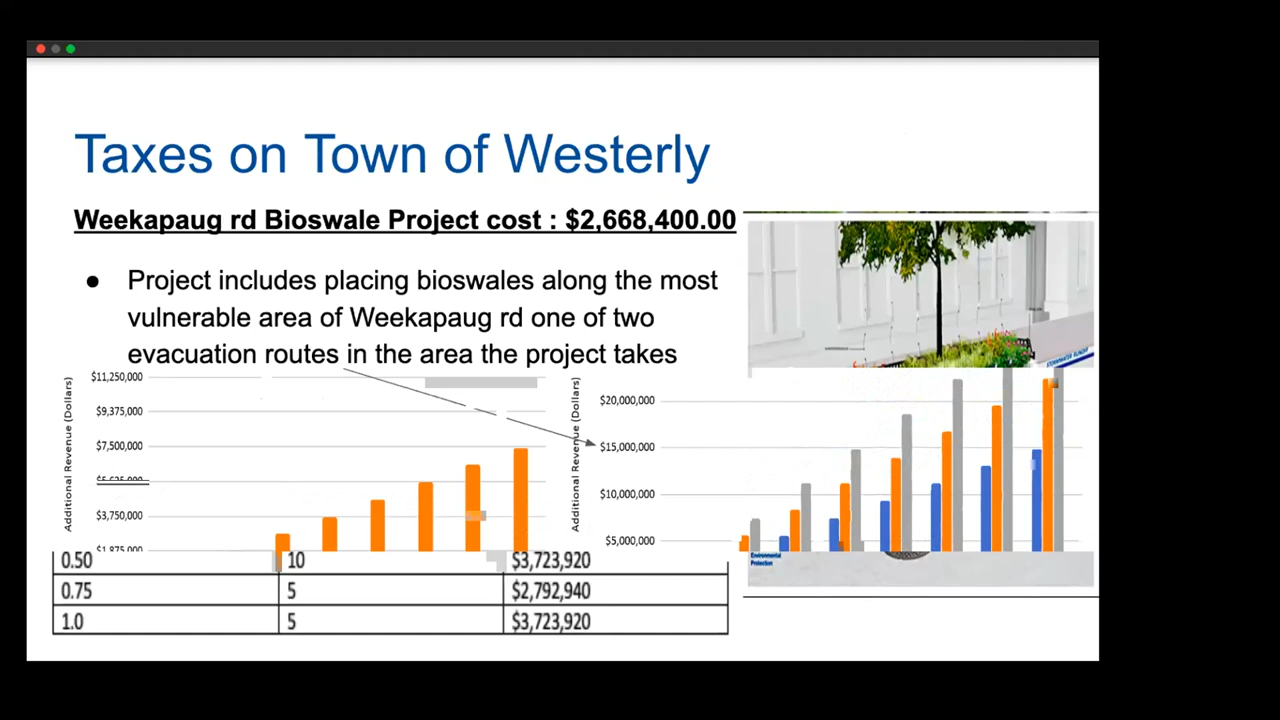 Taxes on Town of Westerly
Weekapaug rd Bioswale Project cost : $2,668,400.00
● Project includes placing bioswales along the most
vulnerable area of Weekapaug rd one of two
evacuation routes in the area the project takes
Additional Revenue (Dollars)
$11,250,000
$9,375,000
$7,500,000
$3,750,000
Additional Revenue (Dollars)
$20,000,000
$15,000,000
$10,000,000
$5,000,000
Environmental
Protection
0.50 10 $3,723,920
0.75 5 $2,792,940
1.0 5 $3,723,920